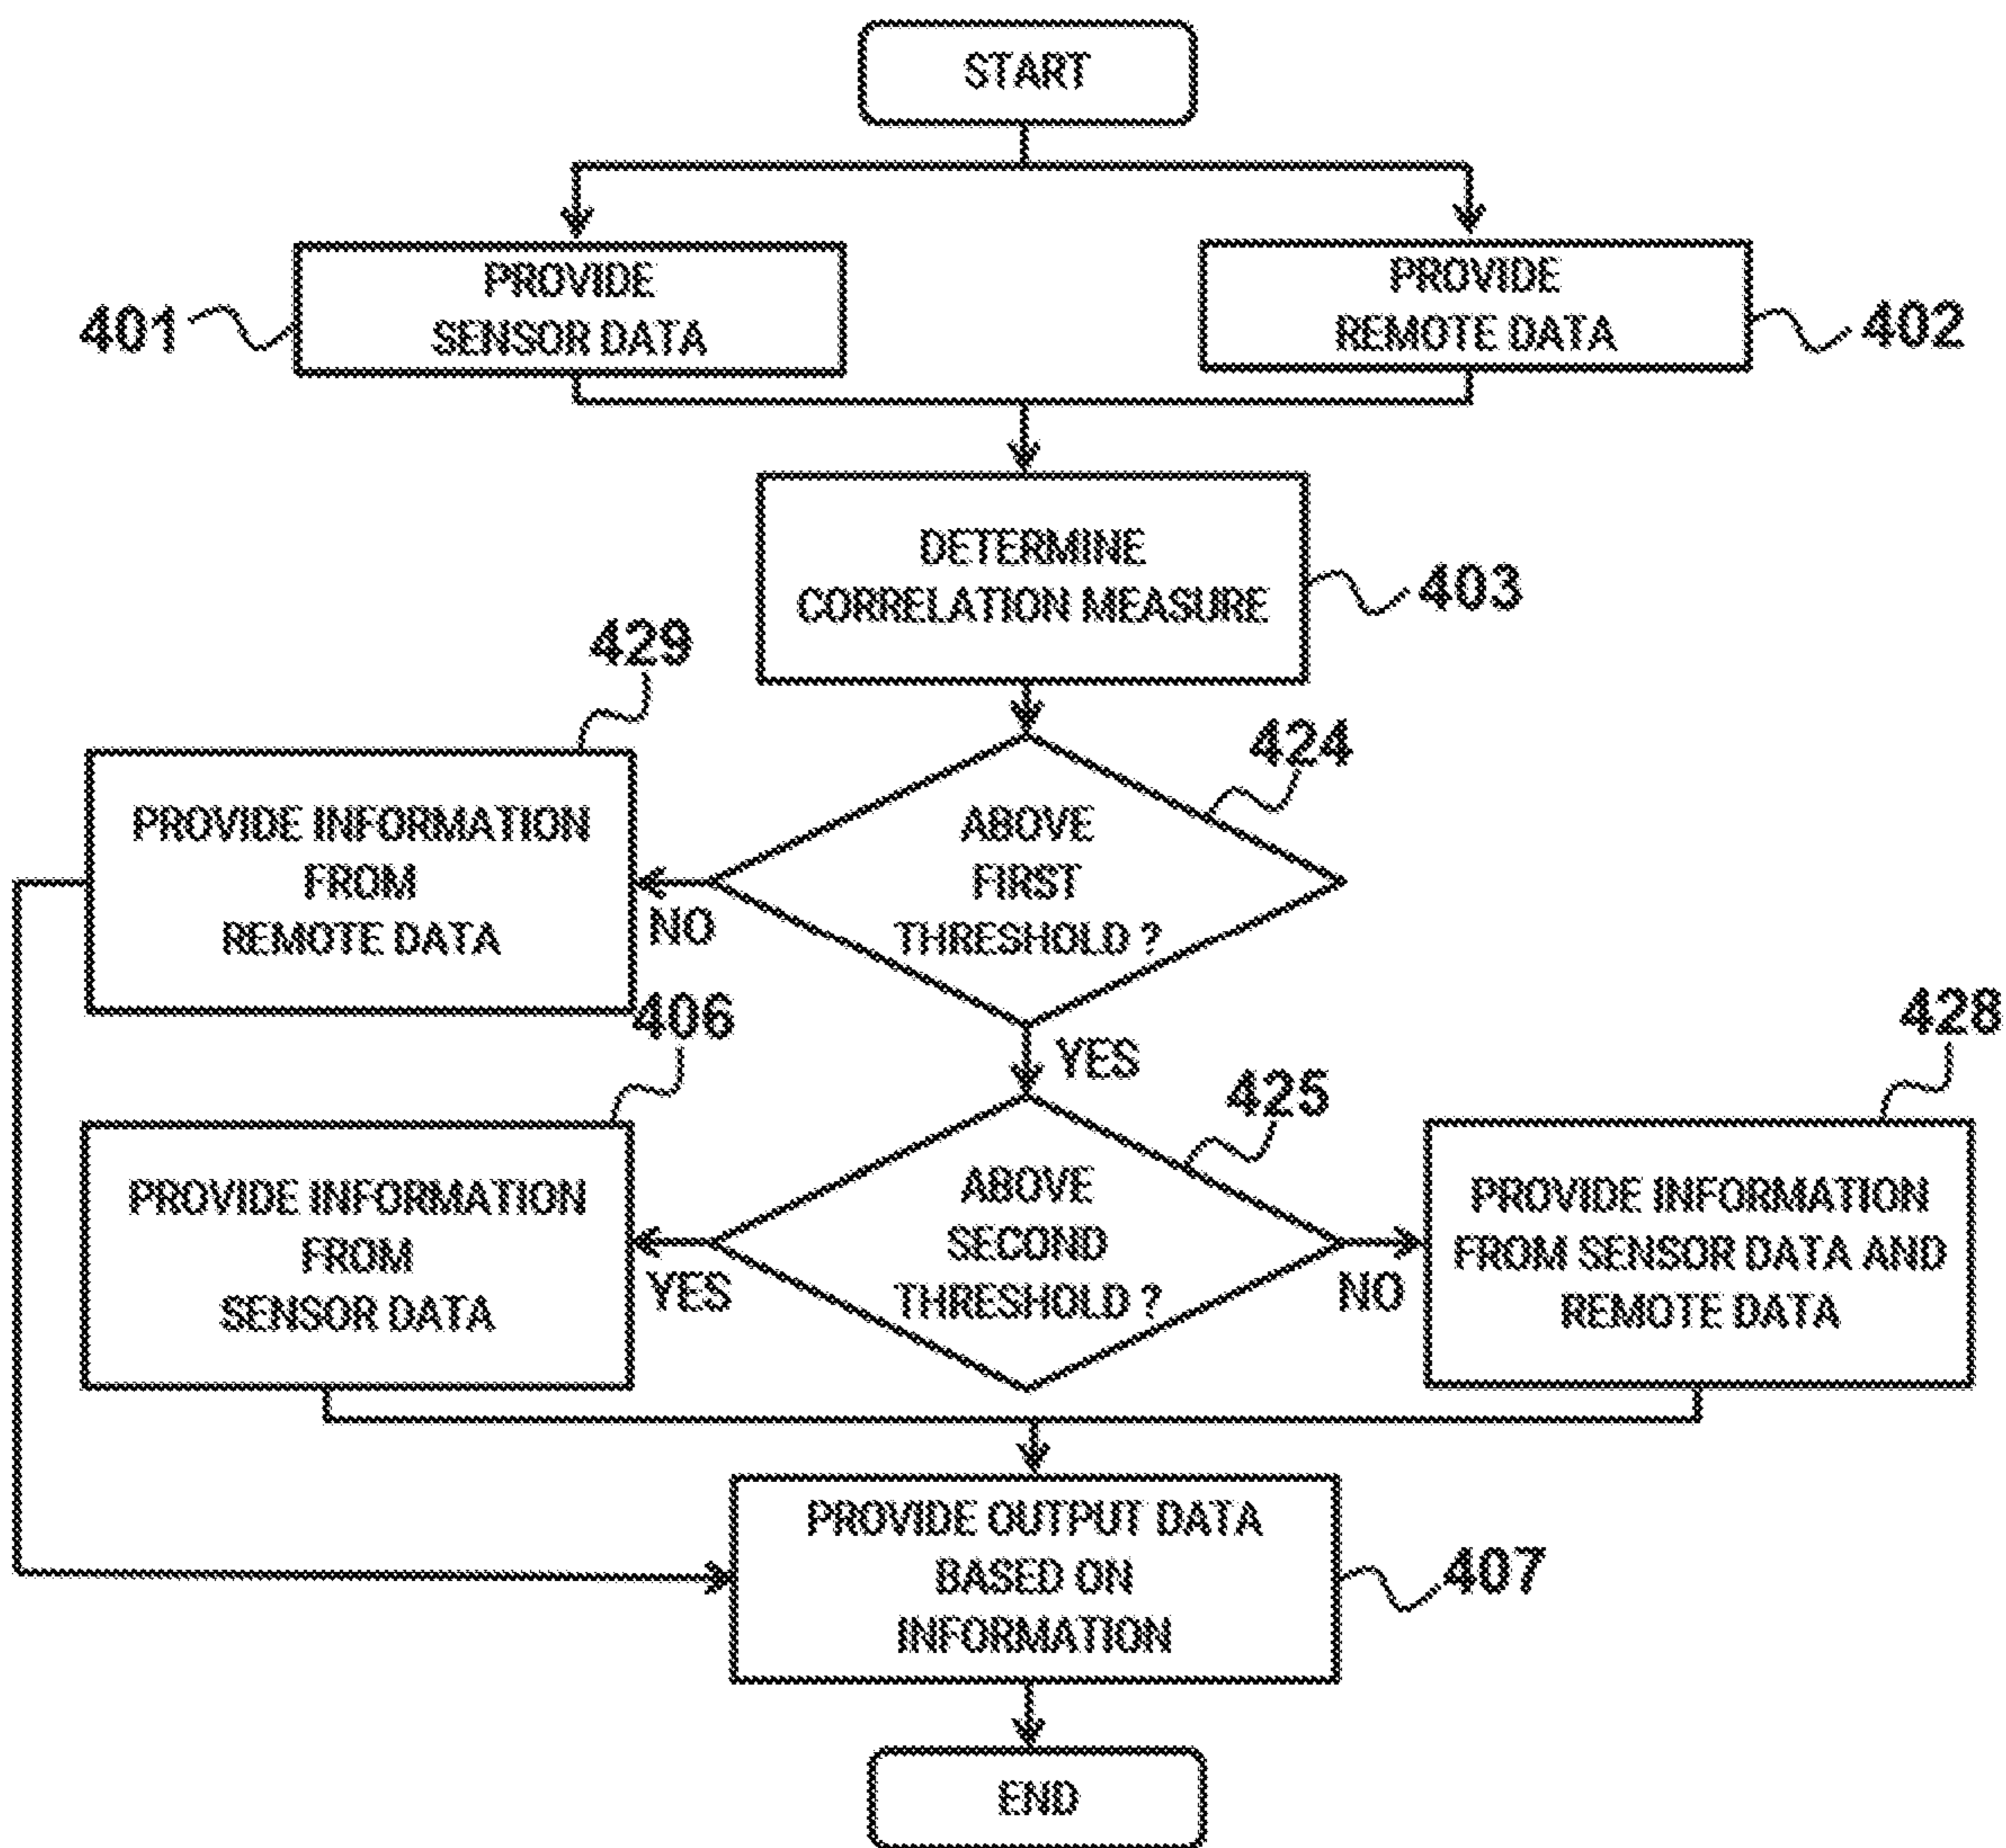 START
PROVIDE
SENSOR DATA
401
PROVIDE
REMOTE DATA
402
DETERMINE
CORRELATION MEASURE
403
429
PROVIDE INFORMATION
FROM
REMOTE DATA
424
ABOVE
FIRST
THRESHOLD ?
NO
YES
406
PROVIDE INFORMATION
FROM
SENSOR DATA
425
ABOVE
SECOND
THRESHOLD ?
YES
NO
428
PROVIDE INFORMATION
FROM SENSOR DATA AND
REMOTE DATA
PROVIDE OUTPUT DATA
BASED ON
INFORMATION
407
END